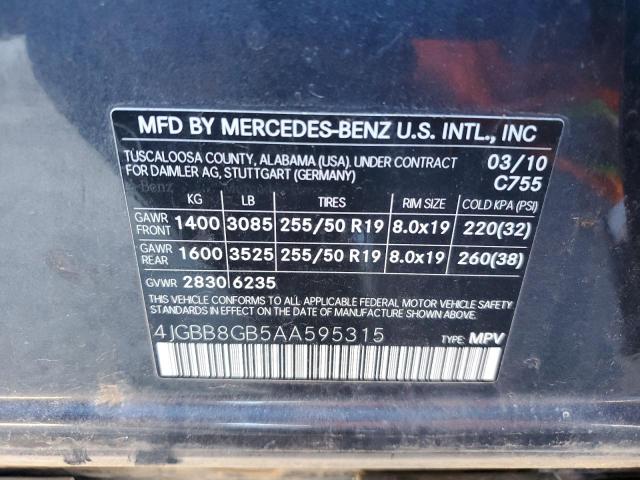 MFD BY MERCEDES-BENZ U.S. INTL., INC
TUSCALOOSA COUNTY, ALABAMA (USA). UNDER CONTRACT 03/10
FOR DAIMLER AG, STUTTGART (GERMANY) C755
KG LB TIRES RIM SIZE COLD KPA (PSI)
GAWR FRONT 1400 3085 255/50 R19 8.0x19 220(32)
GAWR REAR 1600 3525 255/50 R19 8.0x19 260(38)
GVWR 2830 6235
THIS VEHICLE CONFORMS TO ALL APPLICABLE FEDERAL MOTOR VEHICLE SAFETY
STANDARDS IN EFFECT ON THE DATE OF MANUFACTURE SHOWN ABOVE.
4JGBB8GB5AA595315 TYPE: MPV